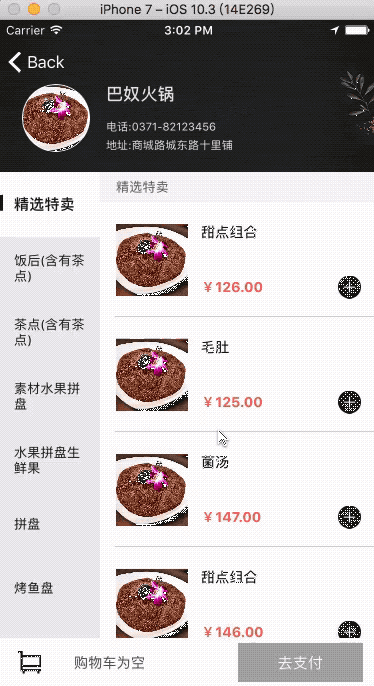 iPhone 7 – iOS 10.3 (14E269)
Carrier 3:02 PM
Back
巴奴火锅
电话:0371-82123456
地址:商城路城东路十里铺
精选特卖
饭后(含有茶
点)
茶点(含有茶
点)
素材水果拼
盘
水果拼盘生
鲜果
拼盘
烤鱼盘
精选特卖
甜点组合
¥126.00
毛肚
¥125.00
菌汤
¥147.00
甜点组合
¥146.00
购物车为空
去支付